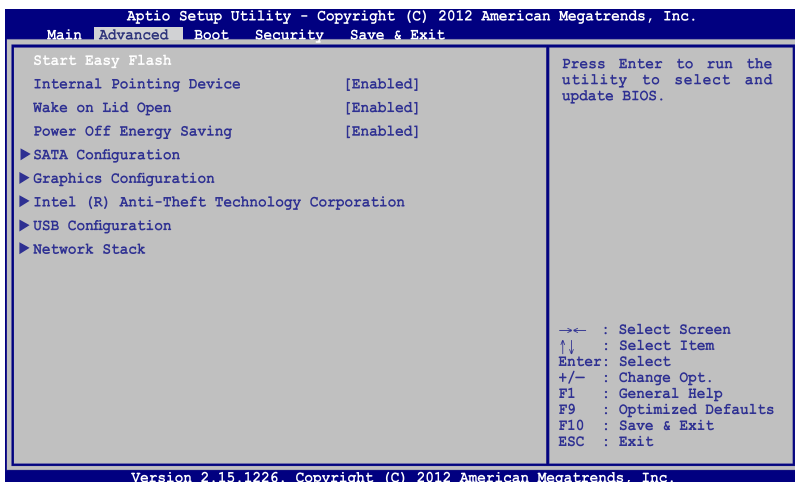 Aptio Setup Utility - Copyright (C) 2012 American Megatrends, Inc.
Main Advanced Boot Security Save & Exit
Start Easy Flash
Internal Pointing Device [Enabled]
Wake on Lid Open [Enabled]
Power Off Energy Saving [Enabled]
▶SATA Configuration
▶Graphics Configuration
▶Intel (R) Anti-Theft Technology Corporation
▶USB Configuration
▶Network Stack
Press Enter to run the
utility to select and
update BIOS.
→← : Select Screen
↑↓ : Select Item
Enter: Select
+/— : Change Opt.
F1 : General Help
F9 : Optimized Defaults
F10 : Save & Exit
ESC : Exit
Version 2.15.1226. Copyright (C) 2012 American Megatrends, Inc.